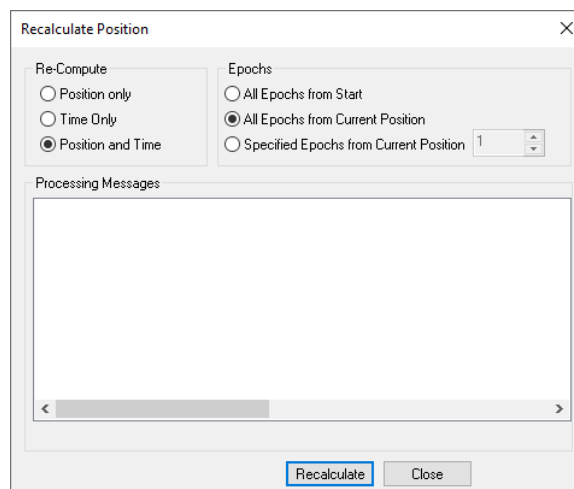 Recalculate Position
Re-Compute
Position only
Time Only
Position and Time
Epochs
All Epochs from Start
All Epochs from Current Position
Specified Epochs from Current Position 1
Processing Messages
Recalculate Close